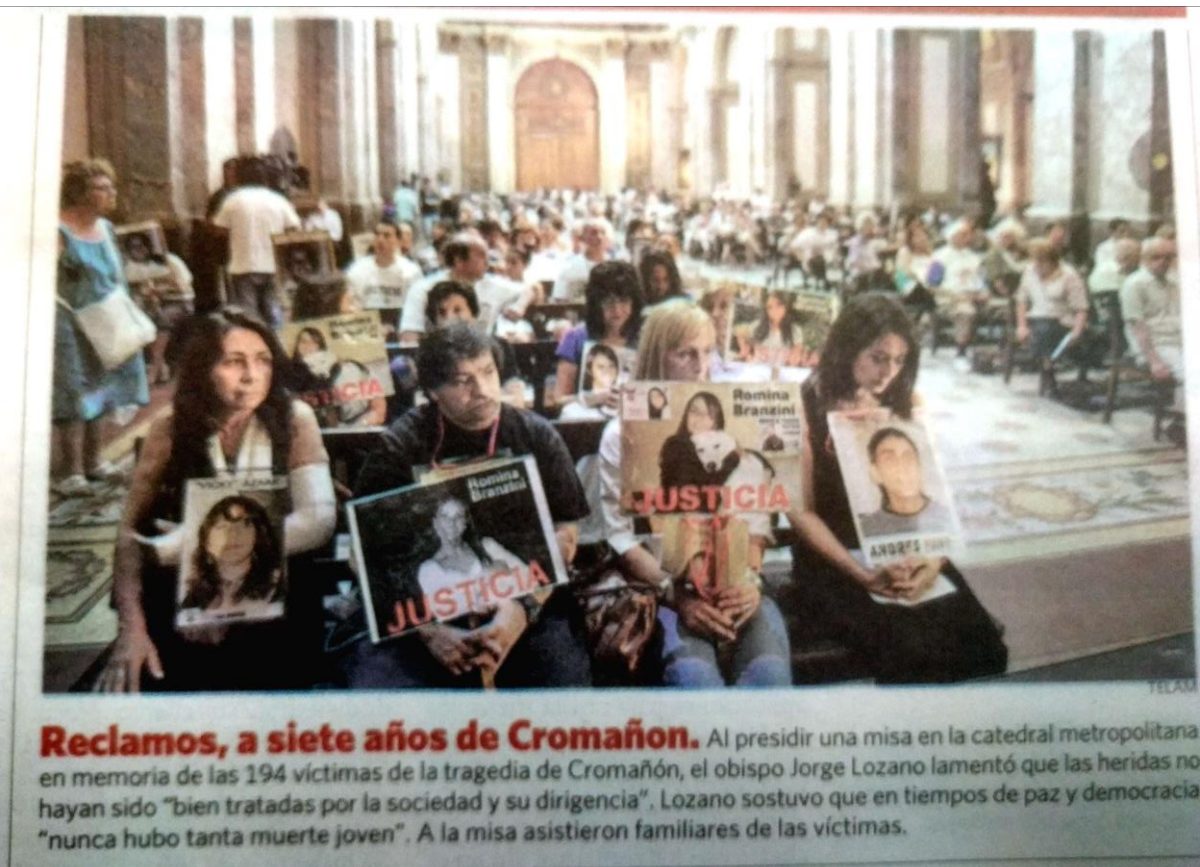 Romina
Branzini
JUSTICIA
Romina
Branzini
JUSTICIA
JUSTICIA
JUSTICIA
ANDRES
TELAM
Reclamos, a siete años de Cromañon. Al presidir una misa en la catedral metropolitana
en memoria de las 194 víctimas de la tragedia de Cromañón, el obispo Jorge Lozano lamentó que las heridas no
hayan sido “bien tratadas por la sociedad y su dirigencia”. Lozano sostuvo que en tiempos de paz y democracia
“nunca hubo tanta muerte joven”. A la misa asistieron familiares de las víctimas.